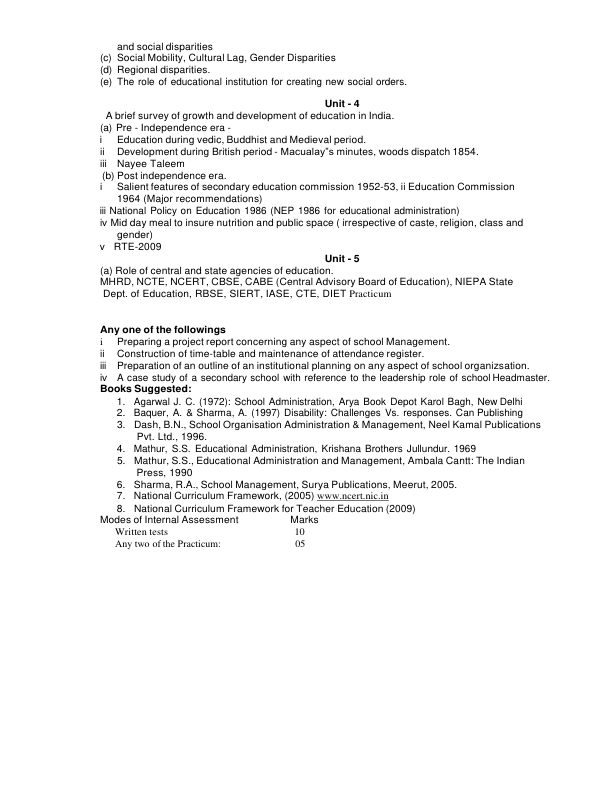 and social disparities
(c) Social Mobility, Cultural Lag, Gender Disparities
(d) Regional disparities.
(e) The role of educational institution for creating new social orders.
Unit - 4
A brief survey of growth and development of education in India.
(a) Pre - Independence era -
i Education during vedic, Buddhist and Medieval period.
ii Development during British period - Macualay"s minutes, woods dispatch 1854.
iii Nayee Taleem
(b) Post independence era.
i Salient features of secondary education commission 1952-53, ii Education Commission
1964 (Major recommendations)
iii National Policy on Education 1986 (NEP 1986 for educational administration)
iv Mid day meal to insure nutrition and public space ( irrespective of caste, religion, class and
gender)
v RTE-2009
Unit - 5
(a) Role of central and state agencies of education.
MHRD, NCTE, NCERT, CBSE, CABE (Central Advisory Board of Education), NIEPA State
Dept. of Education, RBSE, SIERT, IASE, CTE, DIET Practicum
Any one of the followings
i Preparing a project report concerning any aspect of school Management.
ii Construction of time-table and maintenance of attendance register.
iii Preparation of an outline of an institutional planning on any aspect of school organizsation.
iv A case study of a secondary school with reference to the leadership role of school Headmaster.
Books Suggested:
1. Agarwal J. C. (1972): School Administration, Arya Book Depot Karol Bagh, New Delhi
2. Baquer, A. & Sharma, A. (1997) Disability: Challenges Vs. responses. Can Publishing
3. Dash, B.N., School Organisation Administration & Management, Neel Kamal Publications
Pvt. Ltd., 1996.
4. Mathur, S.S. Educational Administration, Krishana Brothers Jullundur. 1969
5. Mathur, S.S., Educational Administration and Management, Ambala Cantt: The Indian
Press, 1990
6. Sharma, R.A., School Management, Surya Publications, Meerut, 2005.
7. National Curriculum Framework, (2005) www.ncert.nic.in
8. National Curriculum Framework for Teacher Education (2009)
Modes of Internal Assessment Marks
Written tests 10
Any two of the Practicum: 05